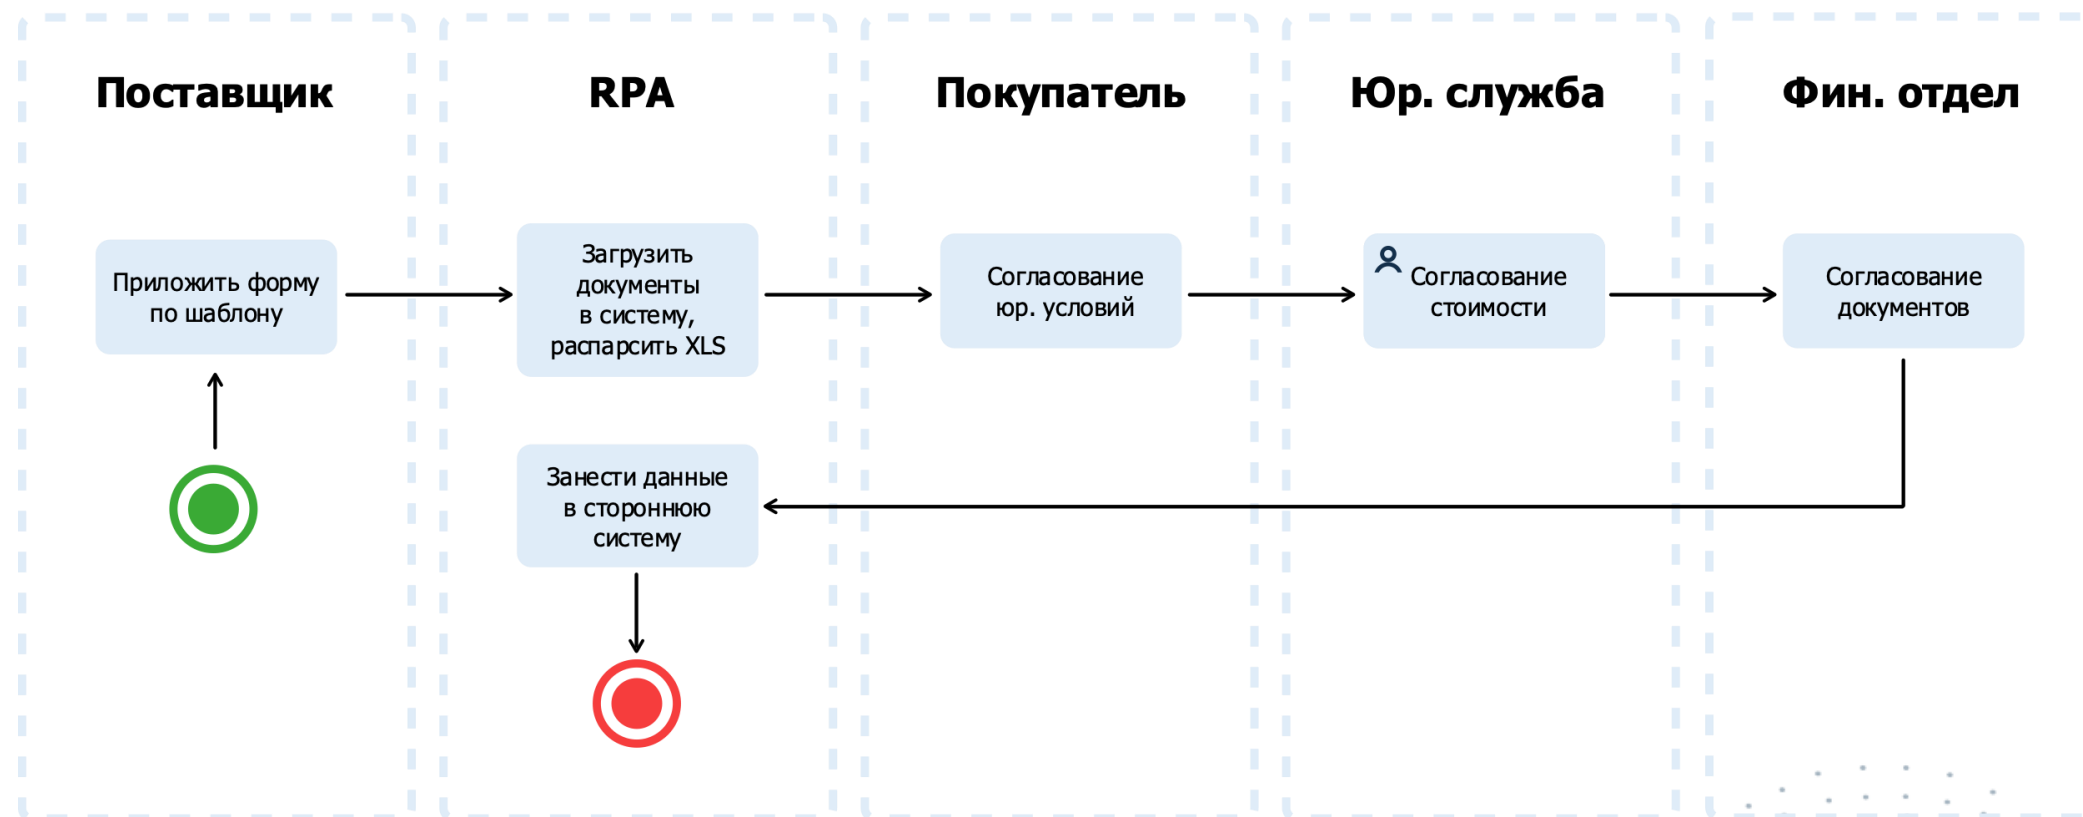 Поставщик
RPA
Покупатель
Юр. служба
Фин. отдел
Приложить форму
по шаблону
Загрузить
документы
в систему,
распарсить XLS
Согласование
юр. условий
Согласование
стоимости
Согласование
документов
Занести данные
в стороннюю
систему